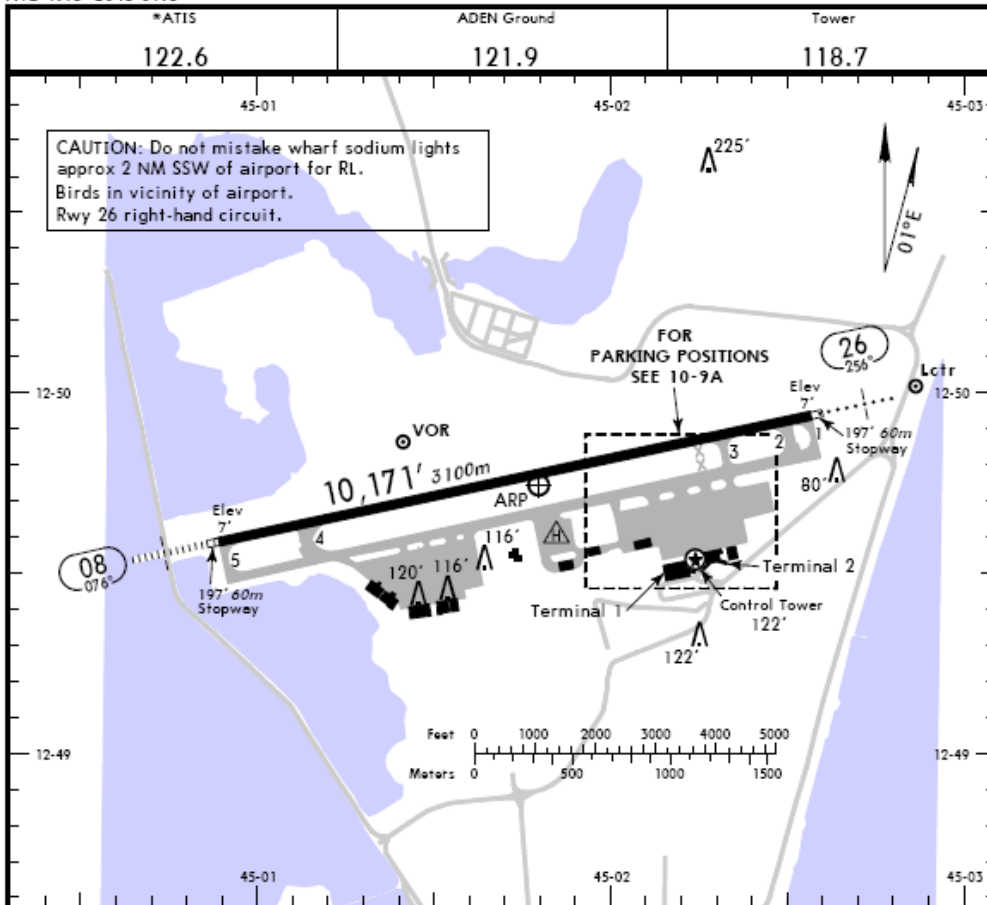 *ATIS
122.6
ADEN Ground
121.9
Tower
118.7
45-01
45-02
45-03
CAUTION: Do not mistake wharf sodium lights
approx 2 NM SSW of airport for RL.
Birds in vicinity of airport.
Rwy 26 right-hand circuit.
225'
01°E
FOR
PARKING POSITIONS
SEE 10-9A
26
256°
Lctr
12-50
12-50
Elev
7'
VOR
197' 60m
Stopway
1
2
3
10,171' 3100m
ARP
80'
Elev
7'
4
H
116'
08
076°
5
120'
116'
Terminal 2
197' 60m
Stopway
Terminal 1
Control Tower
122'
122'
Feet 0 1000 2000 3000 4000 5000
12-49
12-49
Meters 0 500 1000 1500
45-01
45-02
45-03